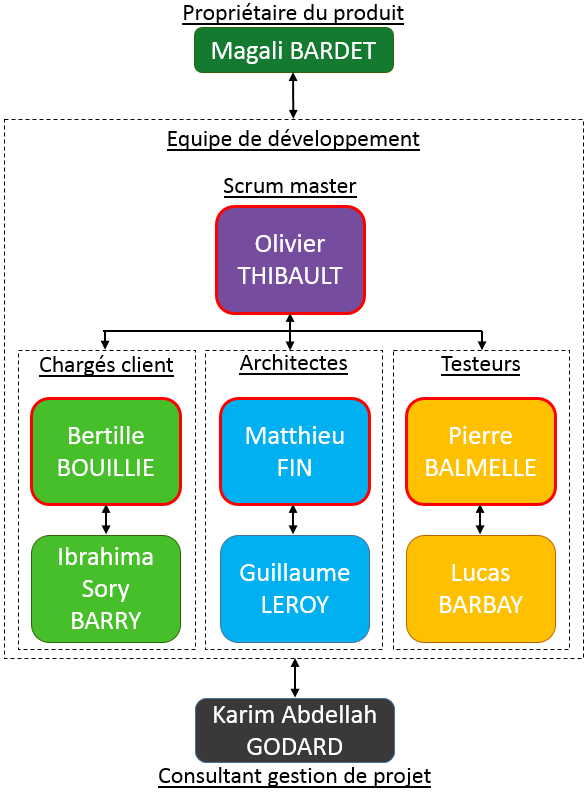 Propriétaire du produit
Magali BARDET
Equipe de développement
Scrum master
Olivier
THIBAULT
Chargés client
Bertille
BOUILLIE
Ibrahima
Sory
BARRY
Architectes
Matthieu
FIN
Guillaume
LEROY
Testeurs
Pierre
BALMELLE
Lucas
BARBAY
Karim Abdellah
GODARD
Consultant gestion de projet